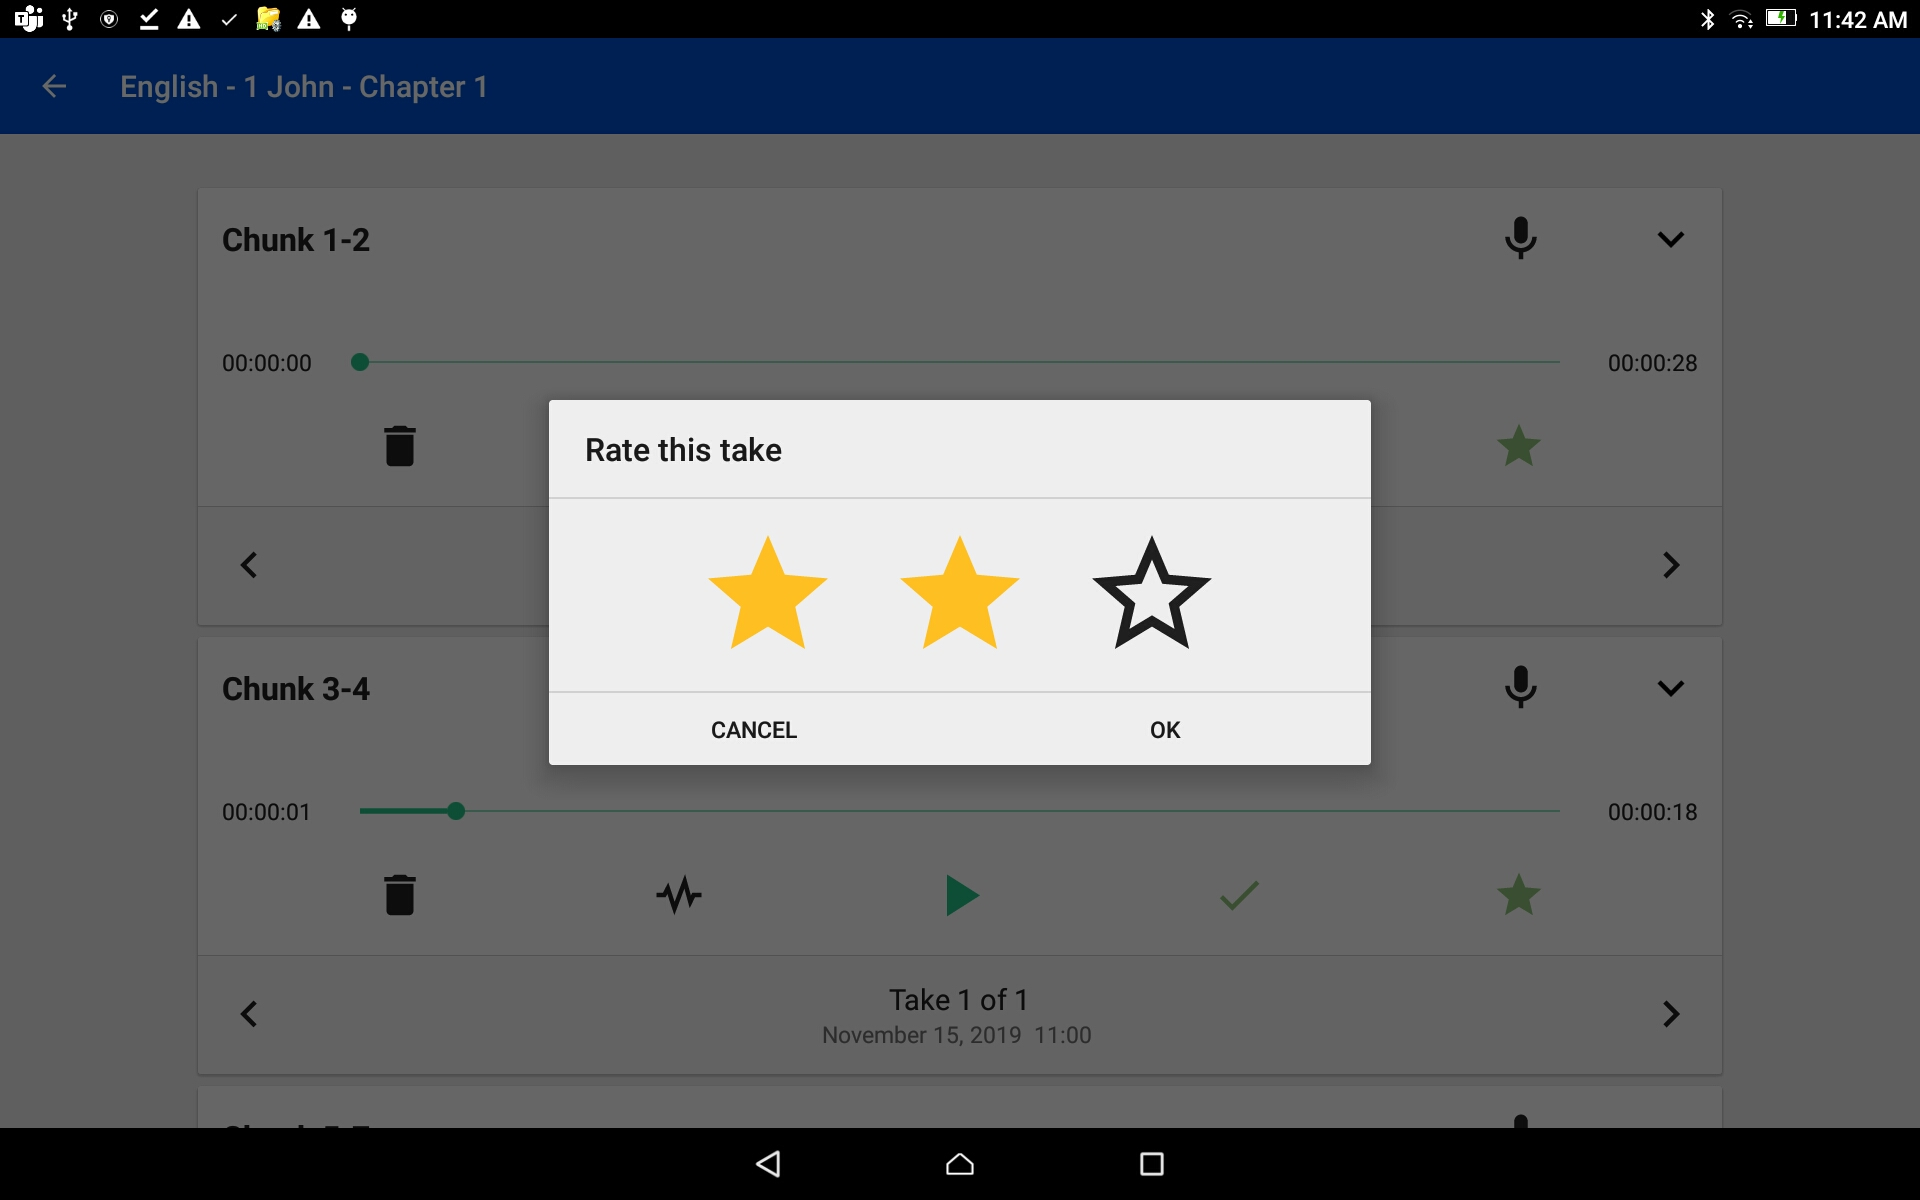 11:42 AM
English - 1 John - Chapter 1
Chunk 1-2
00:00:00
00:00:28
Rate this take
CANCEL
OK
Chunk 3-4
00:00:01
00:00:18
Take 1 of 1
November 15, 2019 11:00